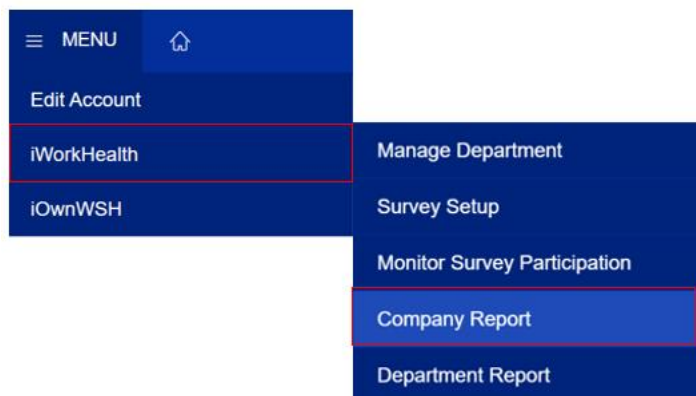 MENU
Edit Account
iWorkHealth
iOwnWSH
Manage Department
Survey Setup
Monitor Survey Participation
Company Report
Department Report